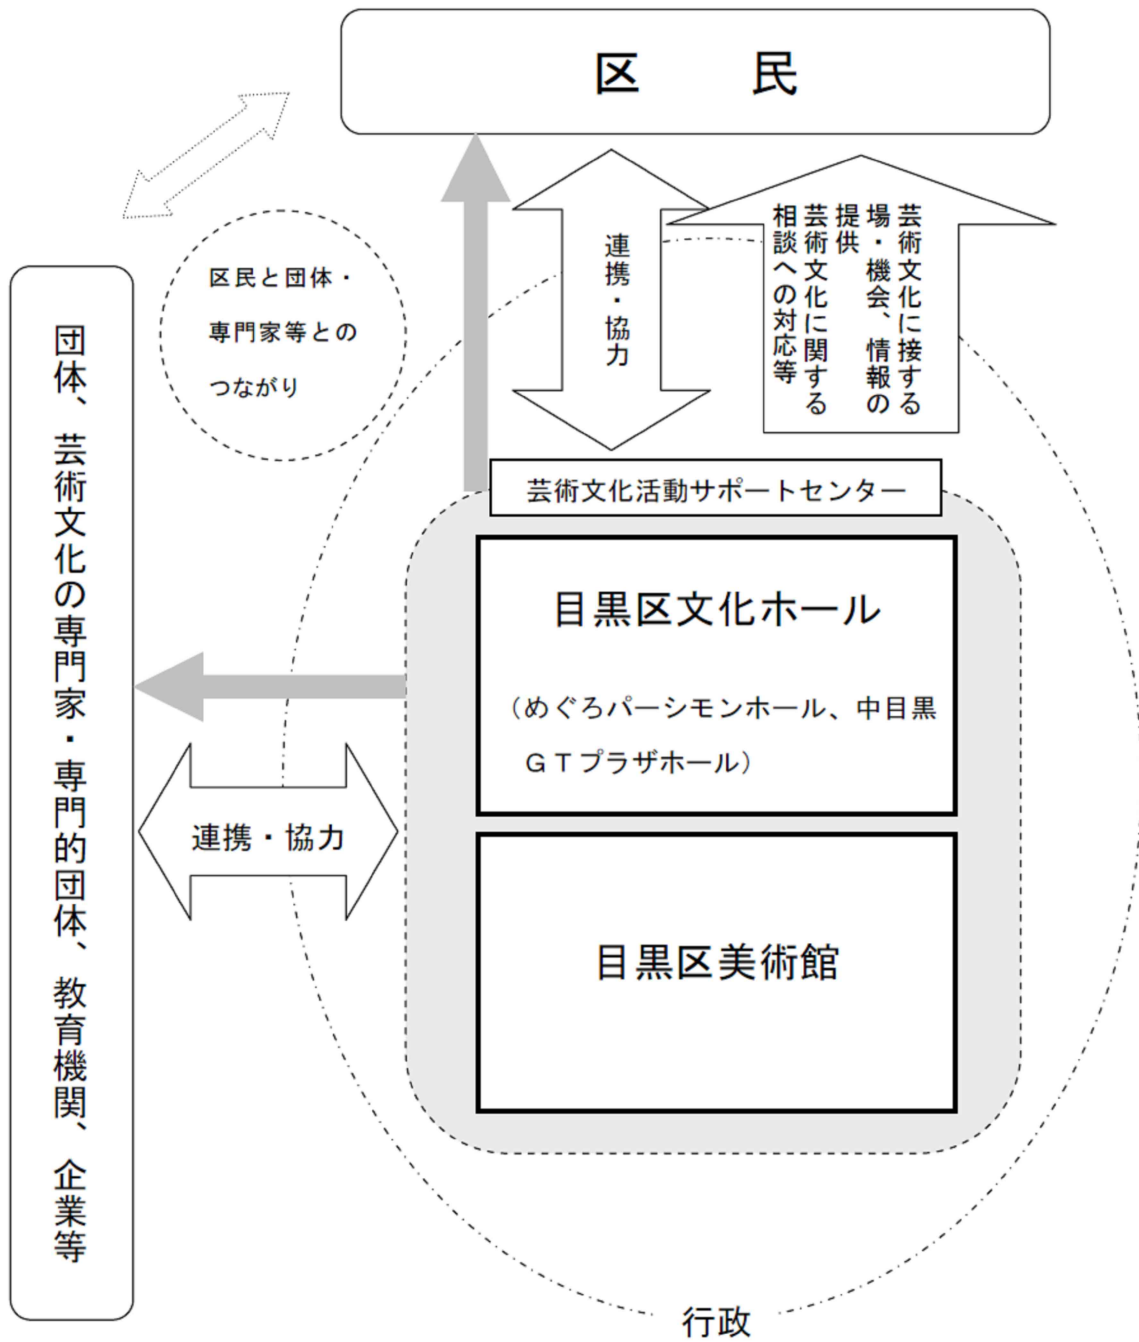 区　民
連携・協力
芸術文化に接する
場・機会、情報の
提供
芸術文化に関する
相談への対応等
区民と団体・
専門家等との
つながり
団体、芸術文化の専門家・専門的団体、教育機関、企業等
芸術文化活動サポートセンター
目黒区文化ホール
（めぐろパーシモンホール、中目黒
ＧＴプラザホール）
連携・協力
目黒区美術館
行政